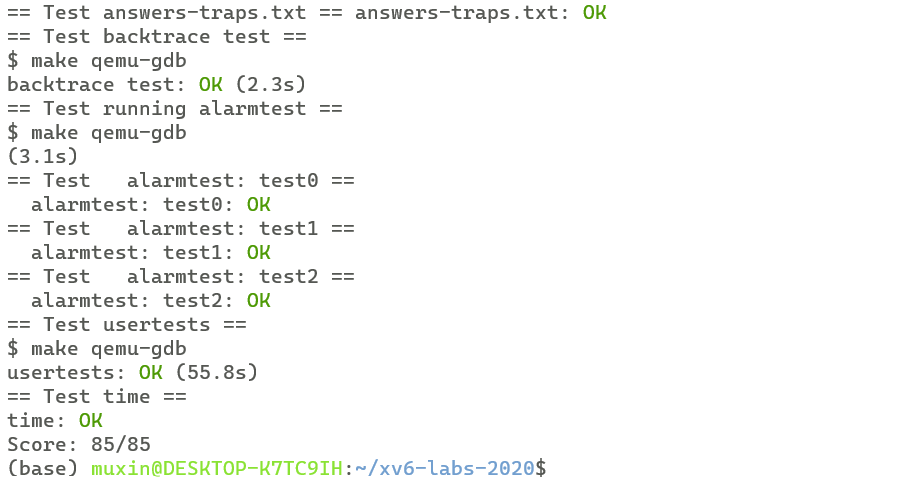 == Test answers-traps.txt == answers-traps.txt: OK
== Test backtrace test ==
$ make qemu-gdb
backtrace test: OK (2.3s)
== Test running alarmtest ==
$ make qemu-gdb
(3.1s)
== Test   alarmtest: test0 ==
  alarmtest: test0: OK
== Test   alarmtest: test1 ==
  alarmtest: test1: OK
== Test   alarmtest: test2 ==
  alarmtest: test2: OK
== Test usertests ==
$ make qemu-gdb
usertests: OK (55.8s)
== Test time ==
time: OK
Score: 85/85
(base) muxin@DESKTOP-K7TC9IH:~/xv6-labs-2020$